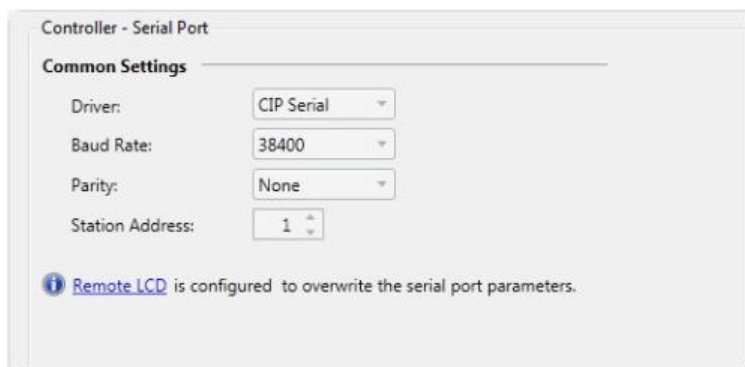 Controller - Serial Port
Common Settings
Driver: CIP Serial
Baud Rate: 38400
Parity: None
Station Address: 1
Remote LCD is configured to overwrite the serial port parameters.